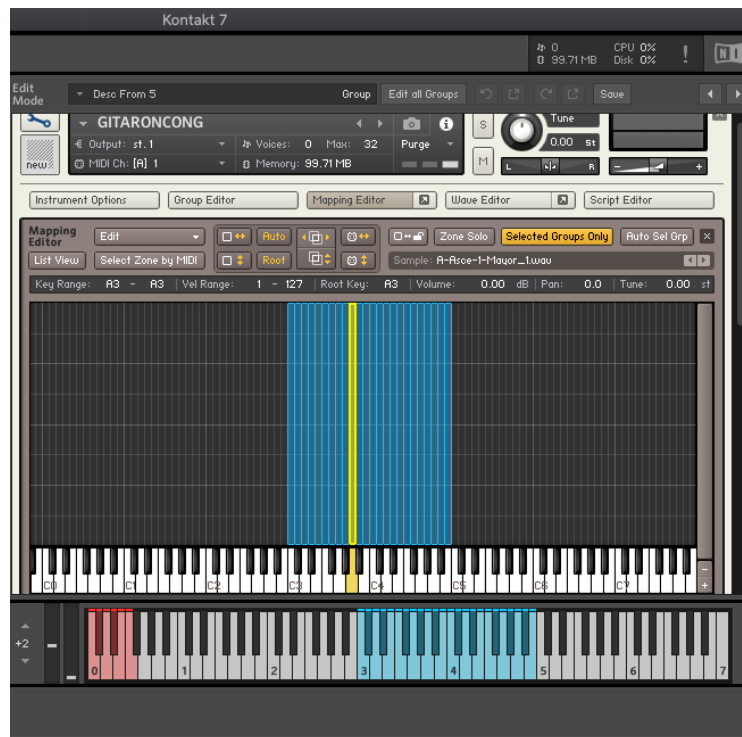 Kontakt 7
0 CPU 0% !
99.71 MB Disk 0% NI
Edit Mode Desc From 5 Group Edit all Groups Save
GITARONCONG i S Tune
Output: st.1 Voices: 0 Max: 32 Purge 0.00 st
new MIDI Ch: [A] 1 Memory: 99.71 MB M L R - +
Instrument Options Group Editor Mapping Editor Wave Editor Script Editor
Mapping Editor Edit Auto Zone Solo Selected Groups Only Auto Sel Grp ×
List View Select Zone by MIDI Root Sample: A-Asce-1-Mayor_1.wav
Key Range: A3 - A3 | Vel Range: 1 - 127 | Root Key: A3 | Volume: 0.00 dB | Pan: 0.0 | Tune: 0.00 st
C0 C1 C2 C3 C4 C5 C6 C7 - +
+2
0 1 2 3 4 5 6 7